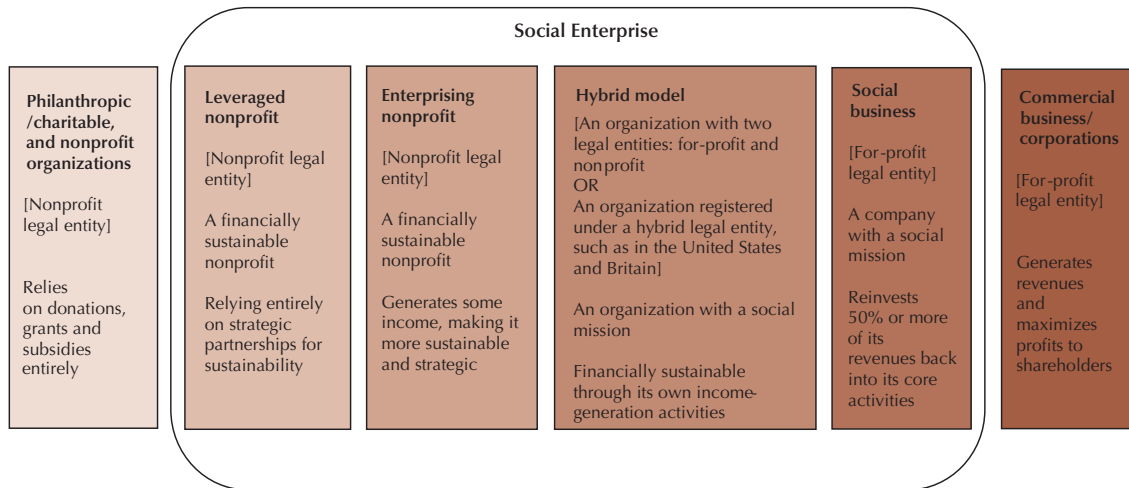 Social Enterprise
Philanthropic
/charitable,
and nonprofit
organizations
[Nonprofit
legal entity]
Relies
on donations,
grants and
subsidies
entirely
Leveraged
nonprofit
[Nonprofit legal
entity]
A financially
sustainable
nonprofit
Relying entirely
on strategic
partnerships for
sustainability
Enterprising
nonprofit
[Nonprofit legal
entity]
A financially
sustainable
nonprofit
Generates some
income, making it
more sustainable
and strategic
Hybrid model
[An organization with two
legal entities: for-profit and
nonprofit
OR
An organization registered
under a hybrid legal entity,
such as in the United States
and Britain]
An organization with a social
mission
Financially sustainable
through its own income-
generation activities
Social
business
[For-profit
legal entity]
A company
with a social
mission
Reinvests
50% or more
of its
revenues back
into its core
activities
Commercial
business/
corporations
[For-profit
legal entity]
Generates
revenues
and
maximizes
profits to
shareholders